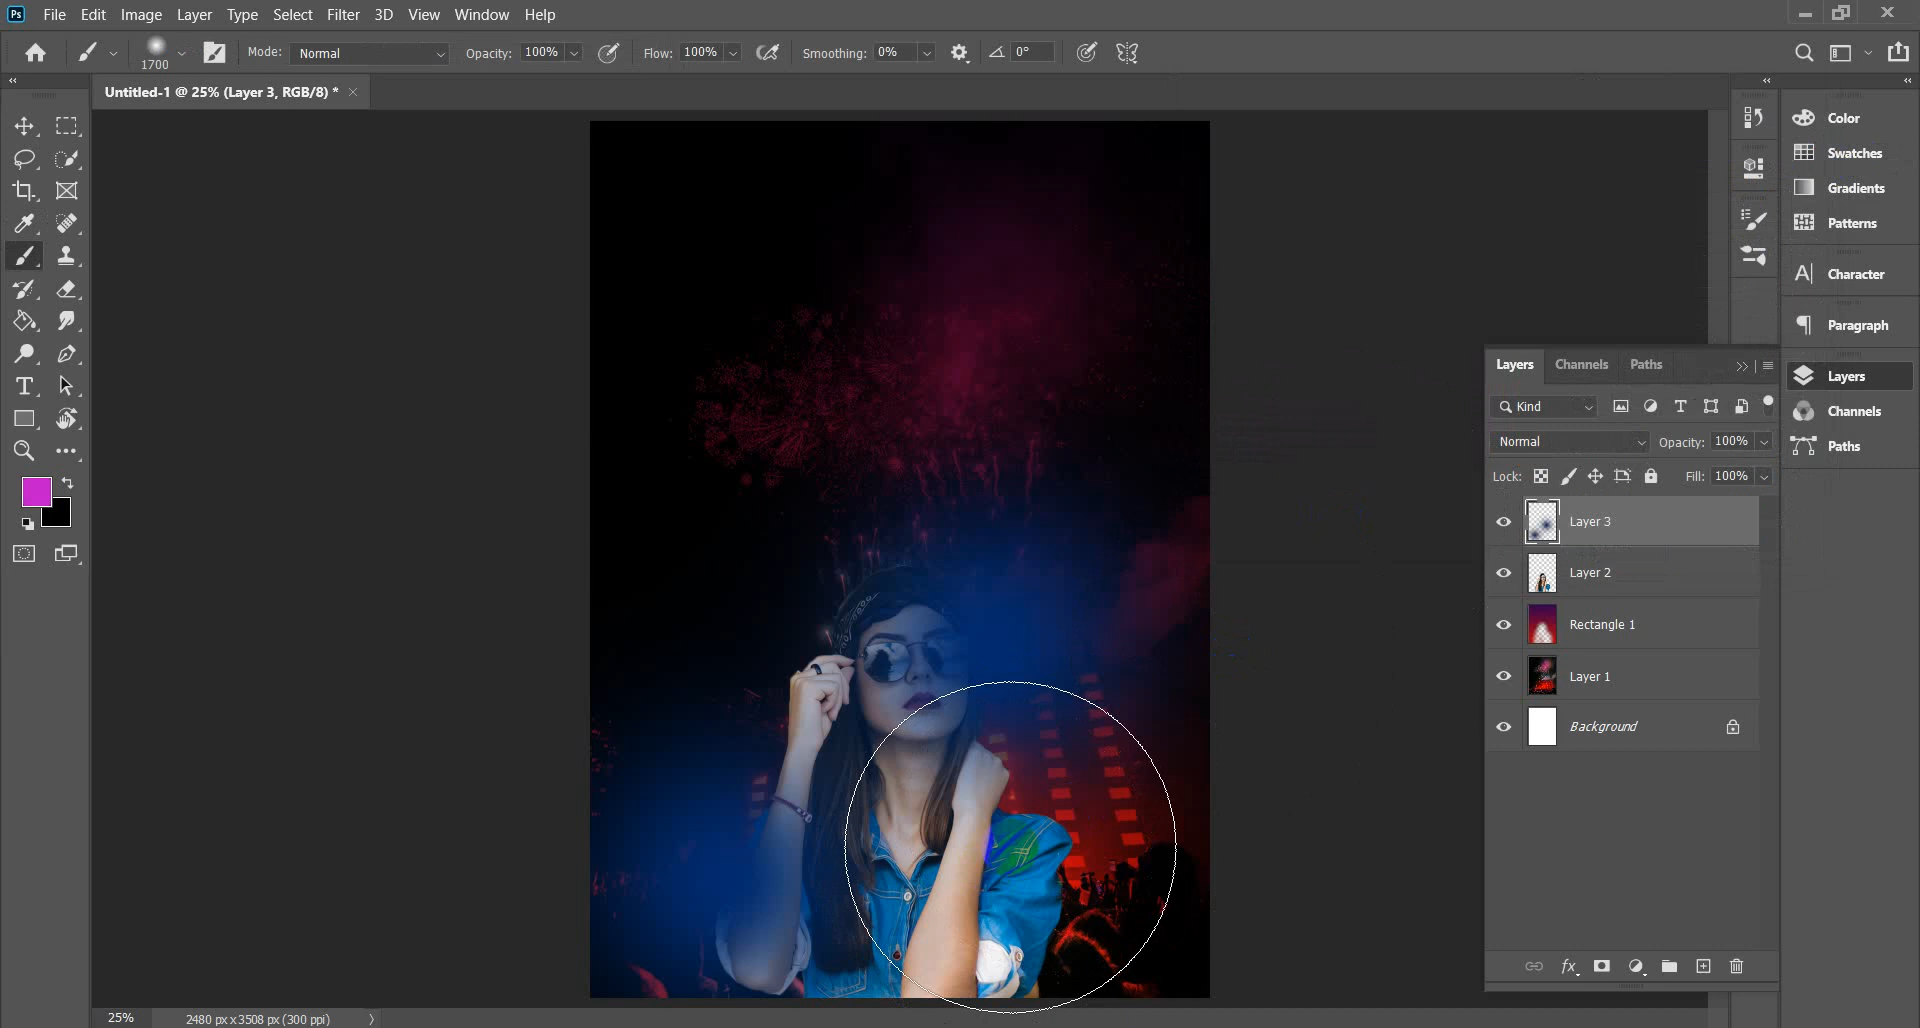 Ps File Edit Image Layer Type Select Filter 3D View Window Help
1700 Mode: Normal Opacity: 100% Flow: 100% Smoothing: 0% 0°
Untitled-1 @ 25% (Layer 3, RGB/8) * ×
Color
Swatches
Gradients
Patterns
Character
Paragraph
Layers
Channels
Paths
Layers Channels Paths
Kind
Normal Opacity: 100%
Lock: Fill: 100%
Layer 3
Layer 2
Rectangle 1
Layer 1
Background
fx
25% 2480 px x 3508 px (300 ppi)